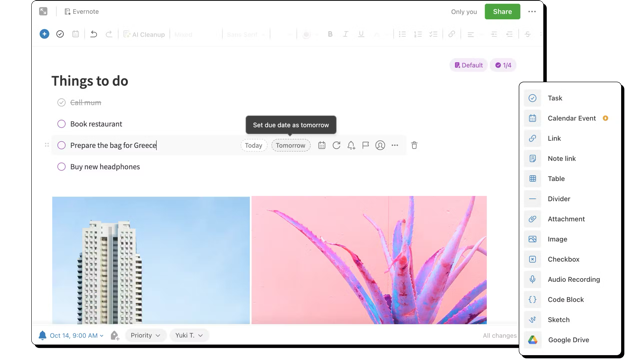 Evernote
Only you
Share
AI Cleanup
Default
1/4
Things to do
Call mum
Book restaurant
Set due date as tomorrow
Prepare the bag for Greece
Today
Tomorrow
Buy new headphones
Oct 14, 9:00 AM
Priority
Yuki T.
All changes
Task
Calendar Event
Link
Note link
Table
Divider
Attachment
Image
Checkbox
Audio Recording
Code Block
Sketch
Google Drive